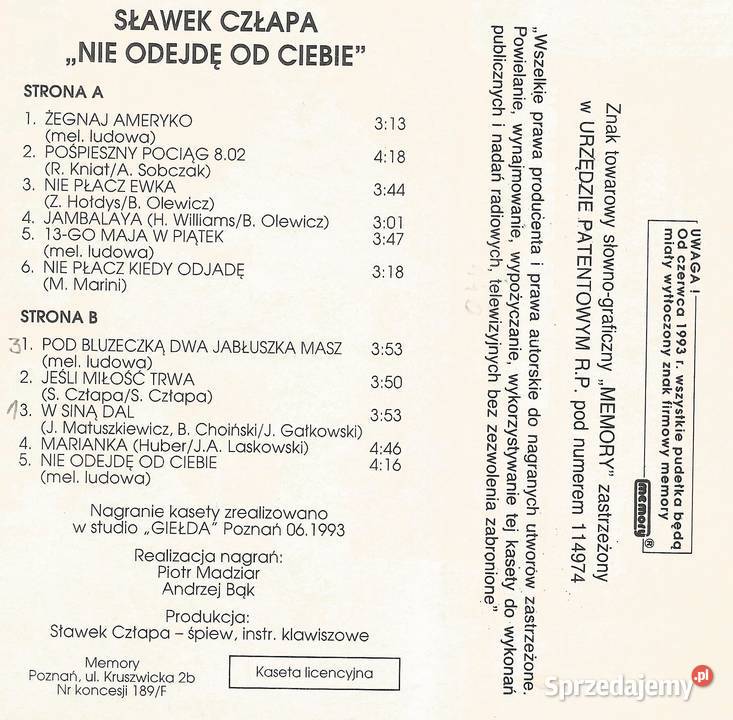 SŁAWEK CZŁAPA
„NIE ODEJDĘ OD CIEBIE”
STRONA A
1. ŻEGNAJ AMERYKO 3:13
(mel. ludowa)
2. POŚPIESZNY POCIĄG 8.02 4:18
(R. Kniat/A. Sobczak)
3. NIE PŁACZ EWKA 3:44
(Z. Hołdys/B. Olewicz)
4. JAMBALAYA (H. Williams/B. Olewicz) 3:01
5. 13-GO MAJA W PIĄTEK 3:47
(mel. ludowa)
6. NIE PŁACZ KIEDY ODJADĘ 3:18
(M. Marini)
STRONA B
3 1. POD BLUZECZKĄ DWA JABŁUSZKA MASZ 3:53
(mel. ludowa)
2. JEŚLI MIŁOŚĆ TRWA 3:50
(S. Człapa/S. Człapa)
1 3. W SINĄ DAL 3:53
(J. Matuszkiewicz, B. Choiński/J. Gałkowski)
4. MARIANKA (Huber/J.A. Laskowski) 4:46
5. NIE ODEJDĘ OD CIEBIE 4:16
(mel. ludowa)
Nagranie kasety zrealizowano
w studio „GIEŁDA” Poznań 06.1993
Realizacja nagrań:
Piotr Madziar
Andrzej Bąk
Produkcja:
Sławek Człapa – śpiew, instr. klawiszowe
Memory
Poznań, ul. Kruszwicka 2b
Nr koncesji 189/F
Kaseta licencyjna
„Wszelkie prawa producenta i prawa autorskie do nagranych utworów zastrzeżone.
Powielanie, wynajmowanie, wypożyczanie, wykorzystywanie tej kasety do wykonań
publicznych i nadań radiowych, telewizyjnych bez zezwolenia zabronione”
Znak towarowy słowno-graficzny „MEMORY” zastrzeżony
w URZĘDZIE PATENTOWYM R.P. pod numerem 114974
UWAGA !
Od czerwca 1993 r. wszystkie pudełka będą
miały wytłoczony znak firmowy memory
memory®
Sprzedajemy.pl